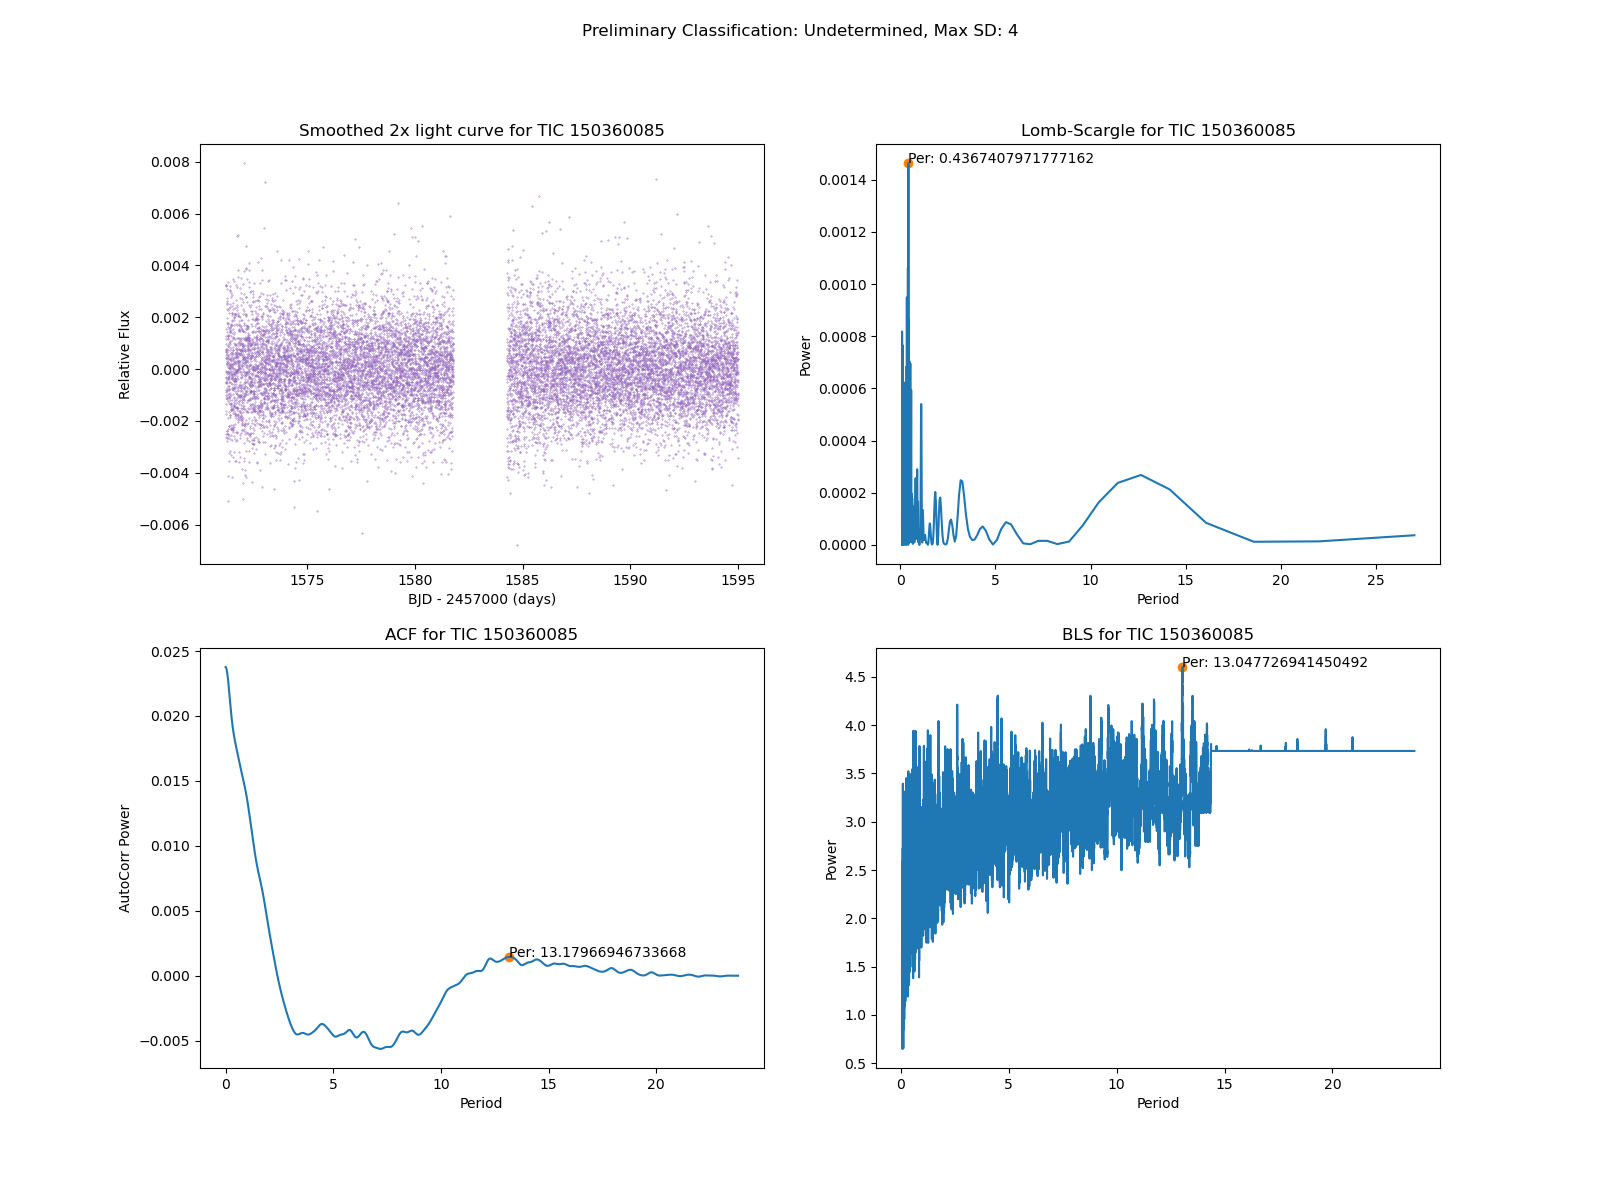 Preliminary Classification: Undetermined, Max SD: 4
Smoothed 2x light curve for TIC 150360085
0.008
0.006
0.004
0.002
0.000
−0.002
−0.004
−0.006
Relative Flux
1575 1580 1585 1590 1595
BJD - 2457000 (days)
Lomb-Scargle for TIC 150360085
Per: 0.4367407971777162
0.0014
0.0012
0.0010
0.0008
0.0006
0.0004
0.0002
0.0000
Power
0 5 10 15 20 25
Period
ACF for TIC 150360085
0.025
0.020
0.015
0.010
0.005
0.000
−0.005
AutoCorr Power
Per: 13.17966946733668
0 5 10 15 20
Period
BLS for TIC 150360085
Per: 13.047726941450492
4.5
4.0
3.5
3.0
2.5
2.0
1.5
1.0
0.5
Power
0 5 10 15 20
Period